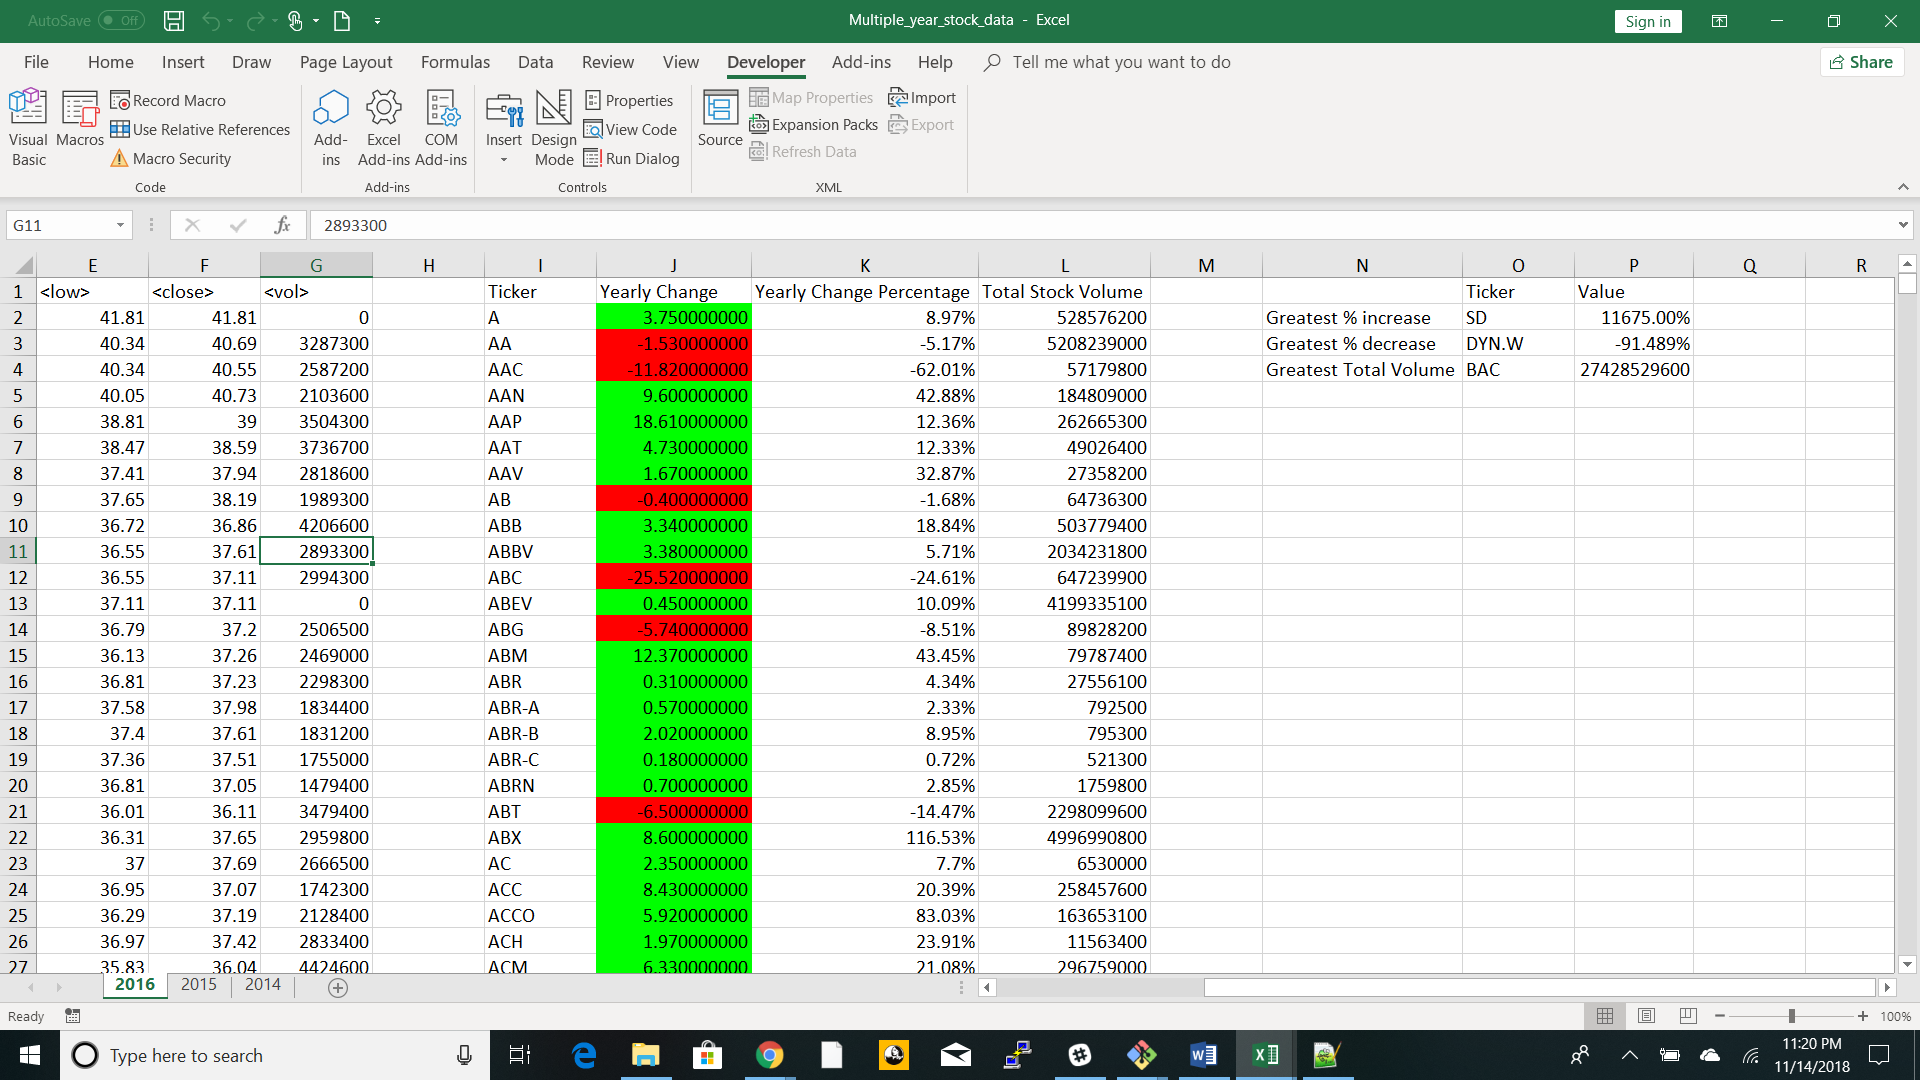 AutoSave Off Multiple_year_stock_data - Excel Sign in
File Home Insert Draw Page Layout Formulas Data Review View Developer Add-ins Help Tell me what you want to do Share
Visual Basic
Macros
Record Macro
Use Relative References
Macro Security
Code
Add-ins
Excel Add-ins
COM Add-ins
Add-ins
Insert
Design Mode
Properties
View Code
Run Dialog
Controls
Source
Map Properties
Expansion Packs
Refresh Data
Import
Export
XML
G11 fx 2893300
E F G H I J K L M N O P Q R
1 <low> <close> <vol> Ticker Yearly Change Yearly Change Percentage Total Stock Volume Ticker Value
2 41.81 41.81 0 A 3.750000000 8.97% 528576200 Greatest % increase SD 11675.00%
3 40.34 40.69 3287300 AA -1.530000000 -5.17% 5208239000 Greatest % decrease DYN.W -91.489%
4 40.34 40.55 2587200 AAC -11.820000000 -62.01% 57179800 Greatest Total Volume BAC 27428529600
5 40.05 40.73 2103600 AAN 9.600000000 42.88% 184809000
6 38.81 39 3504300 AAP 18.610000000 12.36% 262665300
7 38.47 38.59 3736700 AAT 4.730000000 12.33% 49026400
8 37.41 37.94 2818600 AAV 1.670000000 32.87% 27358200
9 37.65 38.19 1989300 AB -0.400000000 -1.68% 64736300
10 36.72 36.86 4206600 ABB 3.340000000 18.84% 503779400
11 36.55 37.61 2893300 ABBV 3.380000000 5.71% 2034231800
12 36.55 37.11 2994300 ABC -25.520000000 -24.61% 647239900
13 37.11 37.11 0 ABEV 0.450000000 10.09% 4199335100
14 36.79 37.2 2506500 ABG -5.740000000 -8.51% 89828200
15 36.13 37.26 2469000 ABM 12.370000000 43.45% 79787400
16 36.81 37.23 2298300 ABR 0.310000000 4.34% 27556100
17 37.58 37.98 1834400 ABR-A 0.570000000 2.33% 792500
18 37.4 37.61 1831200 ABR-B 2.020000000 8.95% 795300
19 37.36 37.51 1755000 ABR-C 0.180000000 0.72% 521300
20 36.81 37.05 1479400 ABRN 0.700000000 2.85% 1759800
21 36.01 36.11 3479400 ABT -6.500000000 -14.47% 2298099600
22 36.31 37.65 2959800 ABX 8.600000000 116.53% 4996990800
23 37 37.69 2666500 AC 2.350000000 7.7% 6530000
24 36.95 37.07 1742300 ACC 8.430000000 20.39% 258457600
25 36.29 37.19 2128400 ACCO 5.920000000 83.03% 163653100
26 36.97 37.42 2833400 ACH 1.970000000 23.91% 11563400
27 35.83 36.04 4424600 ACM 6.330000000 21.08% 296759000
2016 2015 2014
Ready 100%
Type here to search 11:20 PM
11/14/2018